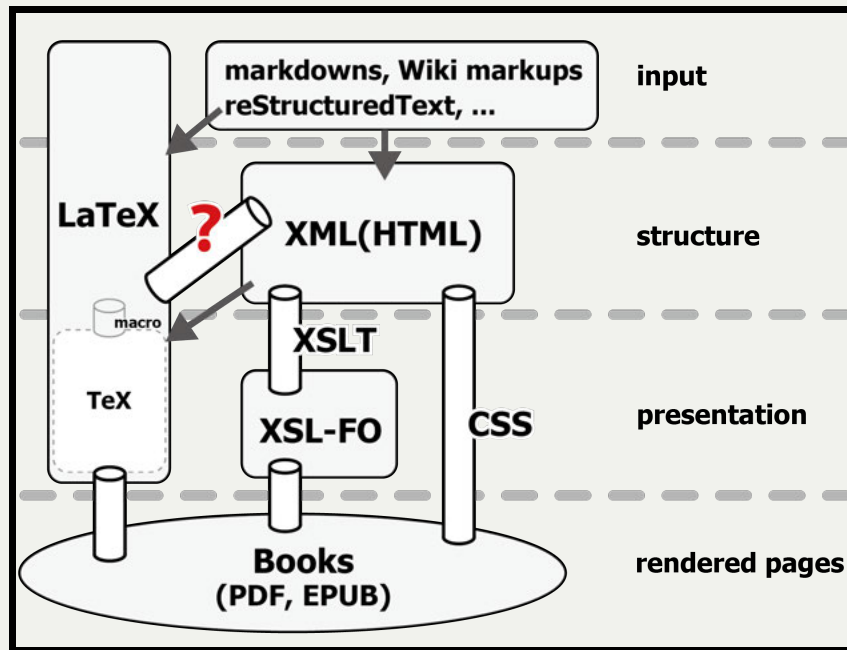 markdowns, Wiki markups
reStructuredText, ...
input
LaTeX
?
XML(HTML)
structure
macro
XSLT
TeX
XSL-FO
CSS
presentation
Books
(PDF, EPUB)
rendered pages